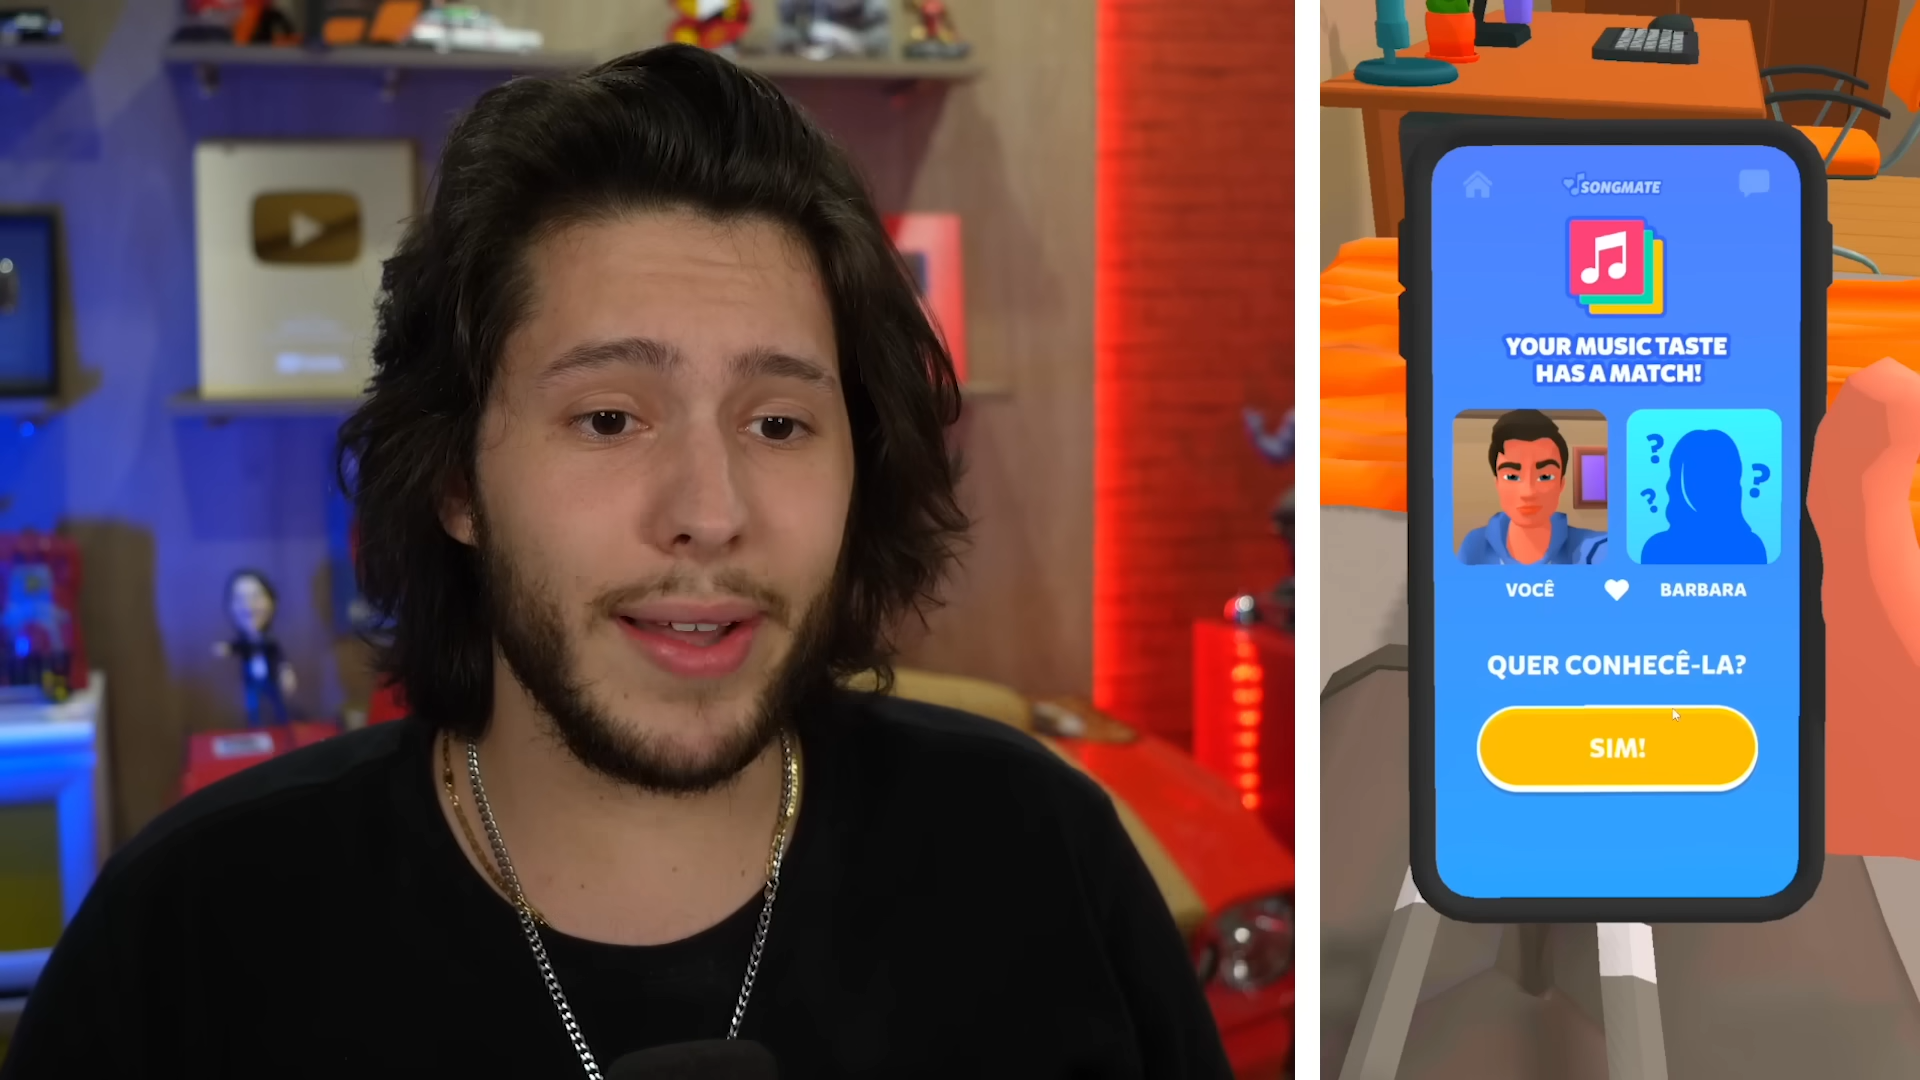 SONGMATE
YOUR MUSIC TASTE
HAS A MATCH!
? ? ?
VOCÊ
BARBARA
QUER CONHECÊ-LA?
SIM!